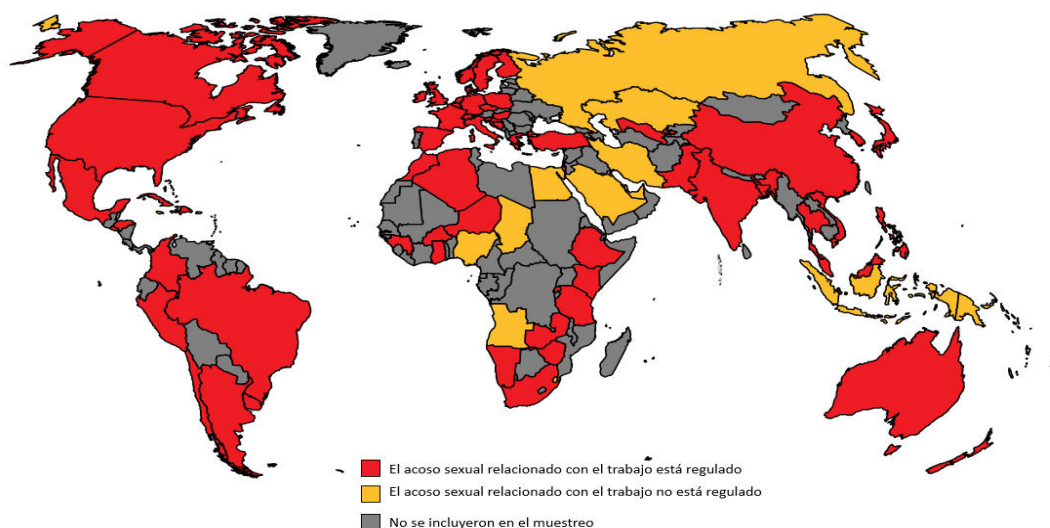 El acoso sexual relacionado con el trabajo está regulado
El acoso sexual relacionado con el trabajo no está regulado
No se incluyeron en el muestreo